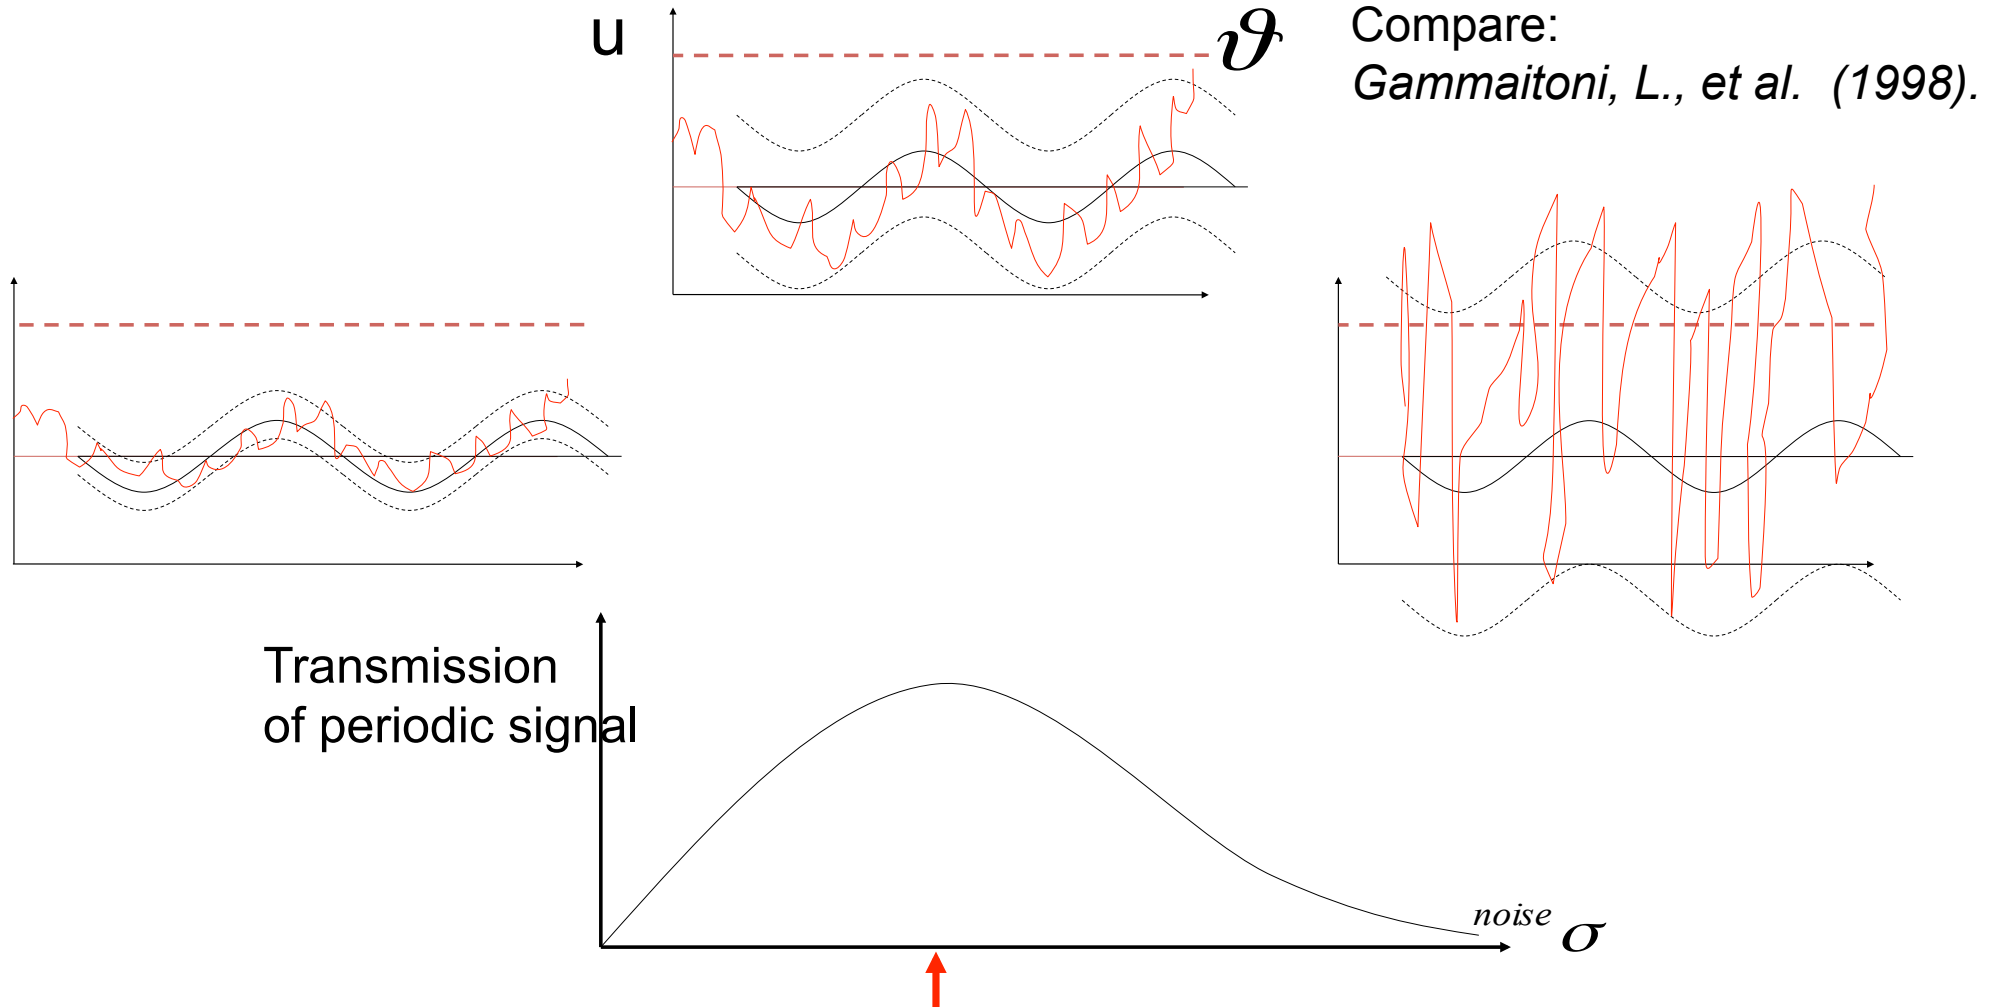 u
ϑ
Compare:
Gammaitoni, L., et al. (1998).
Transmission
of periodic signal
noise σ